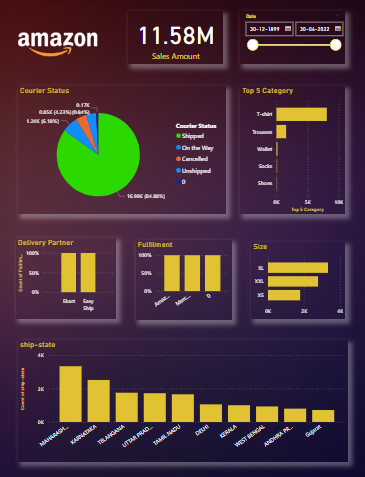 amazon
11.58M
Sales Amount
Date
30-12-1899
30-04-2022
Courier Status
0.17K
0.85K (4.23%) (0.84%)
1.24K (6.18%)
16.98K (84.88%)
Courier Status
Shipped
On the Way
Cancelled
Unshipped
0
Top 5 Category
T-shirt
Trousers
Wallet
Socks
Shoes
0K 5K 10K
Top 5 Category
Delivery Partner
Count of Fulfilm...
100%
50%
0%
Ekart
Easy
Ship
Fulfilment
100%
50%
0%
Amaz...
Merc...
0
Size
XL
XXL
XS
0K 2K 4K
ship-state
Count of ship-state
4K
2K
0K
MAHARASH...
KARNATAKA
TELANGANA
UTTAR PRAD...
TAMIL NADU
DELHI
KERALA
WEST BENGAL
ANDHRA PR...
Gujarat